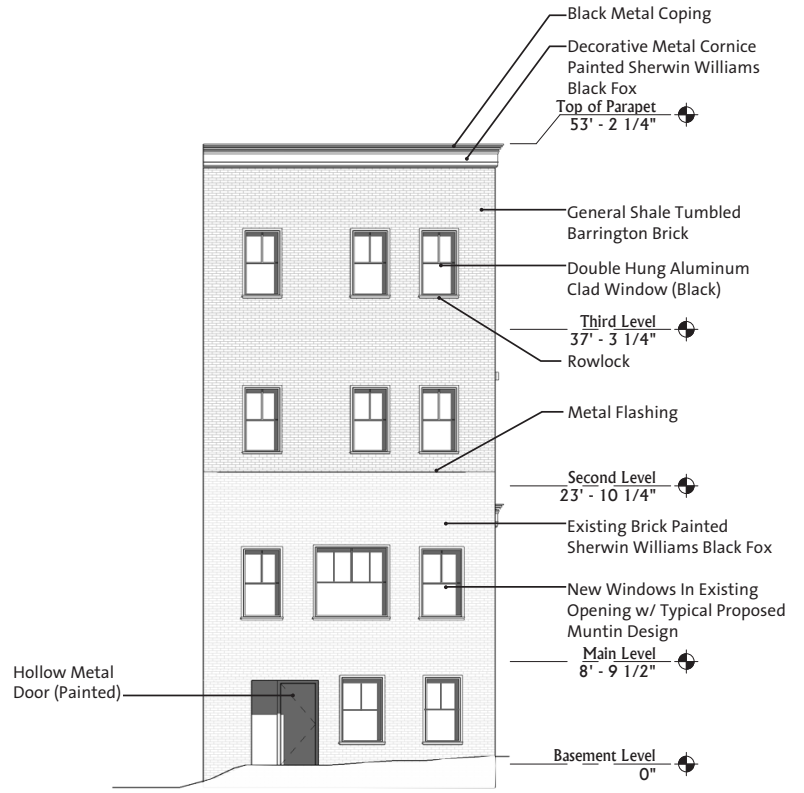 Black Metal Coping
Decorative Metal Cornice
Painted Sherwin Williams
Black Fox
Top of Parapet
53' - 2 1/4"
General Shale Tumbled
Barrington Brick
Double Hung Aluminum
Clad Window (Black)
Third Level
37' - 3 1/4"
Rowlock
Metal Flashing
Second Level
23' - 10 1/4"
Existing Brick Painted
Sherwin Williams Black Fox
New Windows In Existing
Opening w/ Typical Proposed
Muntin Design
Main Level
8' - 9 1/2"
Hollow Metal
Door (Painted)
Basement Level
0"